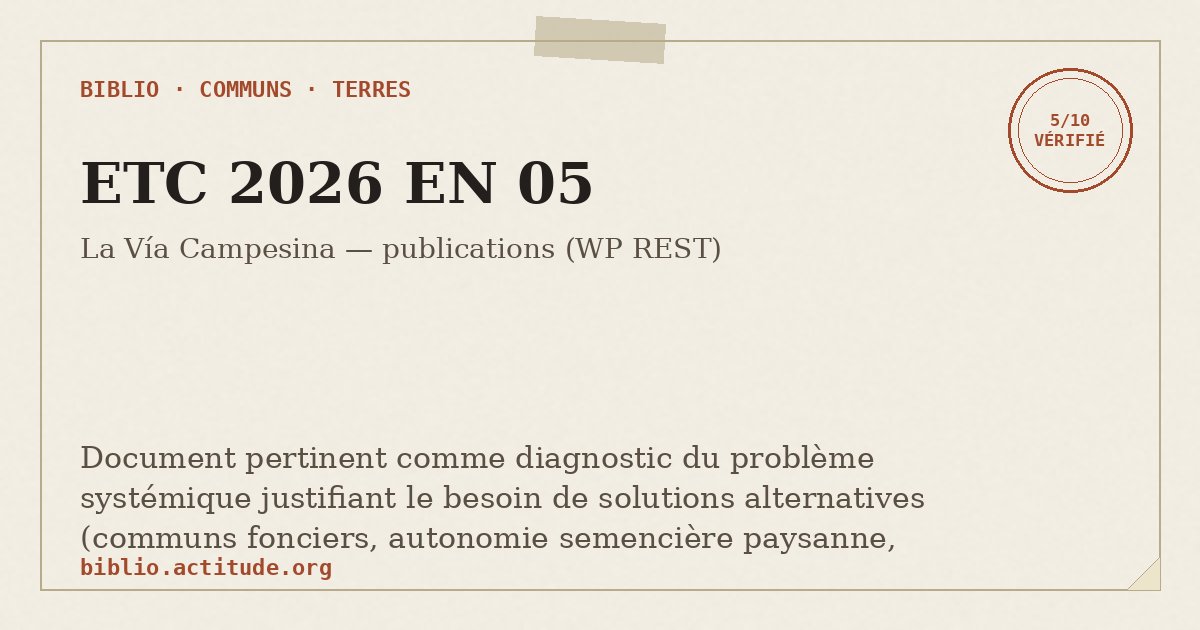 BIBLIO · COMMUNS · TERRES
5/10
VÉRIFIÉ
ETC 2026 EN 05
La Vía Campesina — publications (WP REST)
Document pertinent comme diagnostic du problème
systémique justifiant le besoin de solutions alternatives
(communs fonciers, autonomie semencière paysanne,
biblio.actitude.org